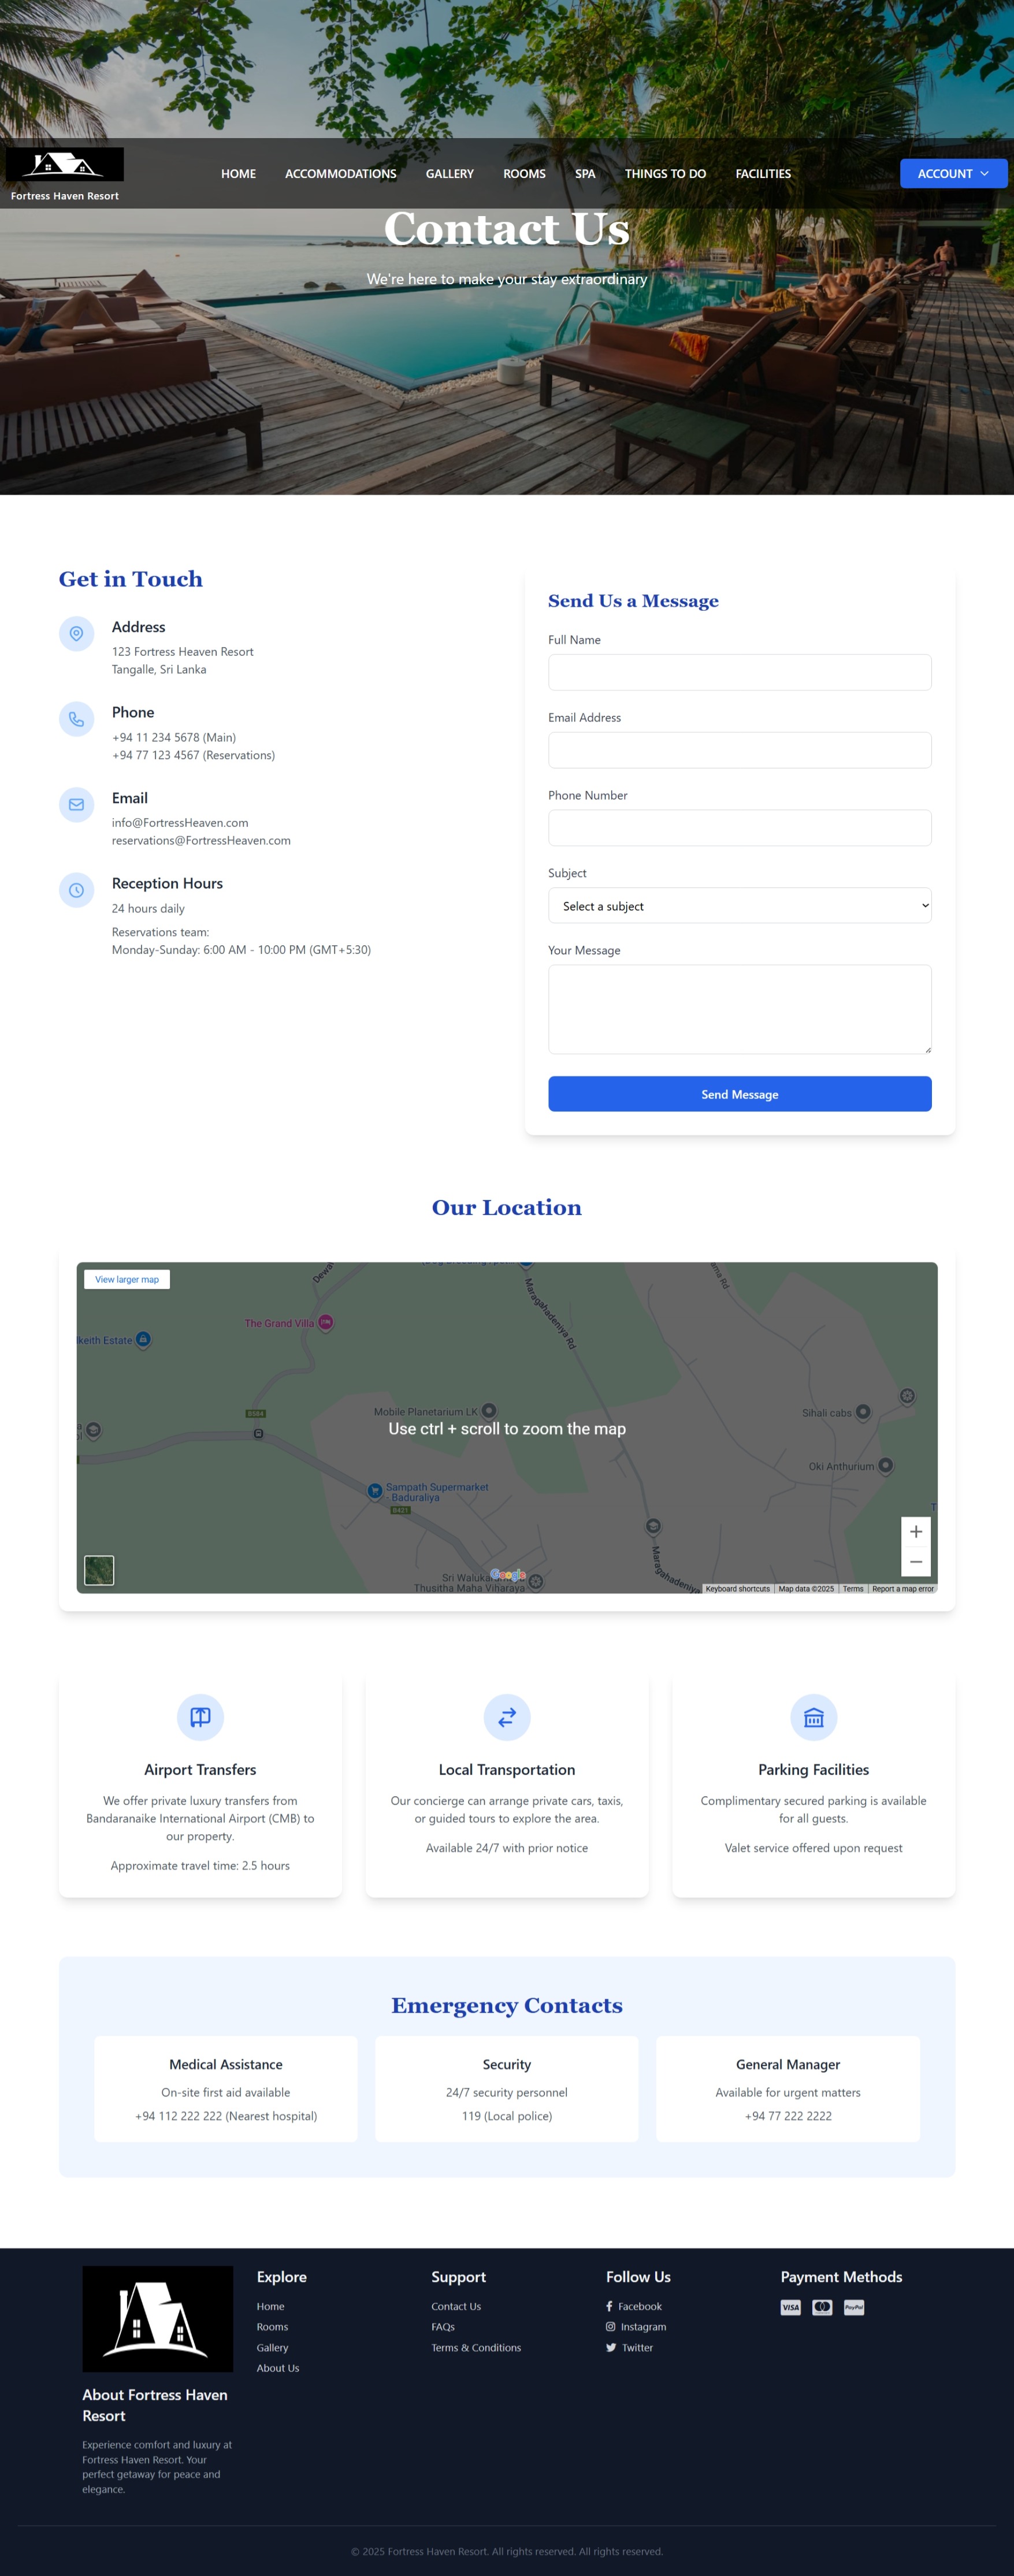 Fortress Haven Resort
HOME
ACCOMMODATIONS
GALLERY
ROOMS
SPA
THINGS TO DO
FACILITIES
ACCOUNT
Contact Us
We're here to make your stay extraordinary
Get in Touch
Address
123 Fortress Heaven Resort
Tangalle, Sri Lanka
Phone
+94 11 234 5678 (Main)
+94 77 123 4567 (Reservations)
Email
info@FortressHeaven.com
reservations@FortressHeaven.com
Reception Hours
24 hours daily
Reservations team:
Monday-Sunday: 6:00 AM - 10:00 PM (GMT+5:30)
Send Us a Message
Full Name
Email Address
Phone Number
Subject
Select a subject
Your Message
Send Message
Our Location
View larger map
The Grand Villa
lkeith Estate
Maragahadeniya Rd
B584
Mobile Planetarium LK
Use ctrl + scroll to zoom the map
Sihali cabs
Oki Anthurium
Sampath Supermarket
- Baduraliya
B421
Google
Thusitha Maha Viharaya
Keyboard shortcuts
Map data ©2025
Terms
Report a map error
Airport Transfers
We offer private luxury transfers from
Bandaranaike International Airport (CMB) to
our property.
Approximate travel time: 2.5 hours
Local Transportation
Our concierge can arrange private cars, taxis,
or guided tours to explore the area.
Available 24/7 with prior notice
Parking Facilities
Complimentary secured parking is available
for all guests.
Valet service offered upon request
Emergency Contacts
Medical Assistance
On-site first aid available
+94 112 222 222 (Nearest hospital)
Security
24/7 security personnel
119 (Local police)
General Manager
Available for urgent matters
+94 77 222 2222
About Fortress Haven
Resort
Experience comfort and luxury at
Fortress Haven Resort. Your
perfect getaway for peace and
elegance.
Explore
Home
Rooms
Gallery
About Us
Support
Contact Us
FAQs
Terms & Conditions
Follow Us
Facebook
Instagram
Twitter
Payment Methods
VISA
PayPal
© 2025 Fortress Haven Resort. All rights reserved. All rights reserved.